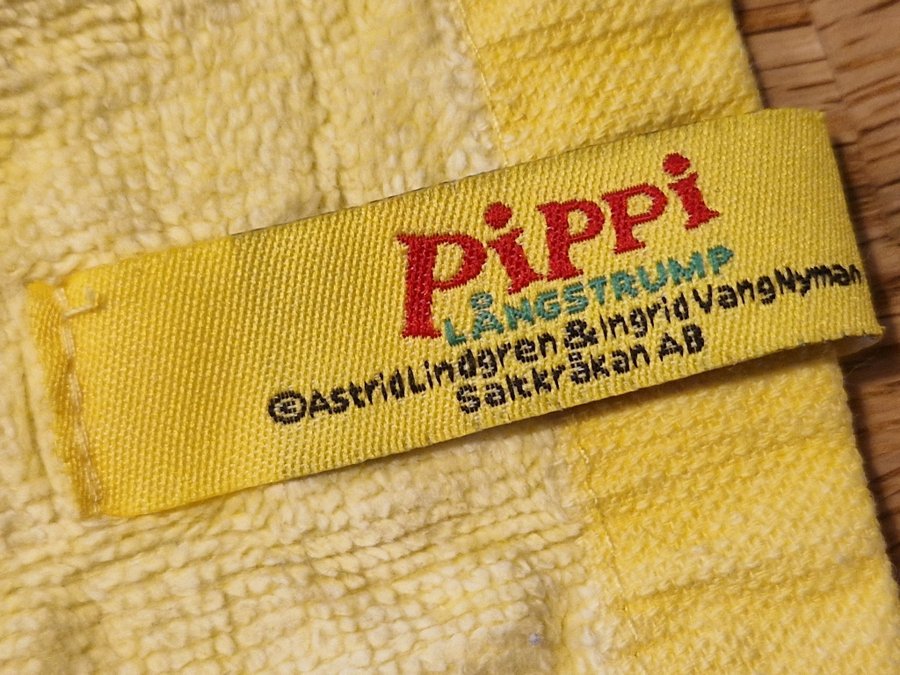 PiPPi
LÅNGSTRUMP
©Astrid Lindgren & Ingrid Vang Nyman
Saltkråkan AB